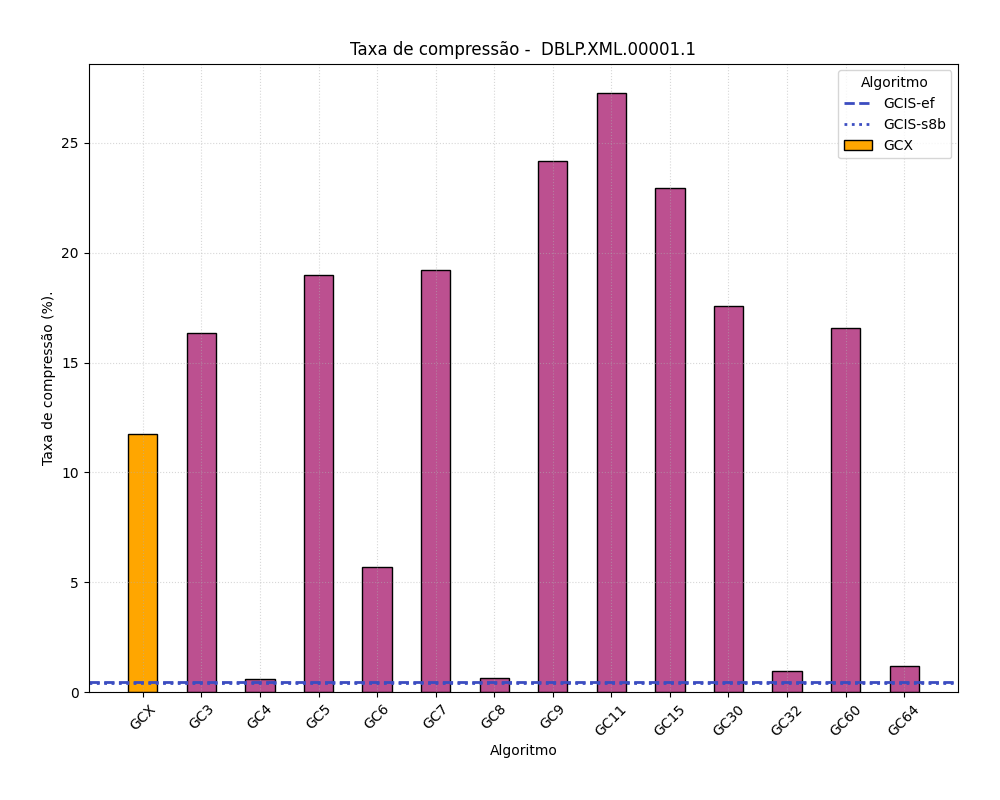 Taxa de compressão -  DBLP.XML.00001.1
Algoritmo
GCIS-ef
GCIS-s8b
GCX
Taxa de compressão (%).
25
20
15
10
5
0
GCX
GC3
GC4
GC5
GC6
GC7
GC8
GC9
GC11
GC15
GC30
GC32
GC60
GC64
Algoritmo